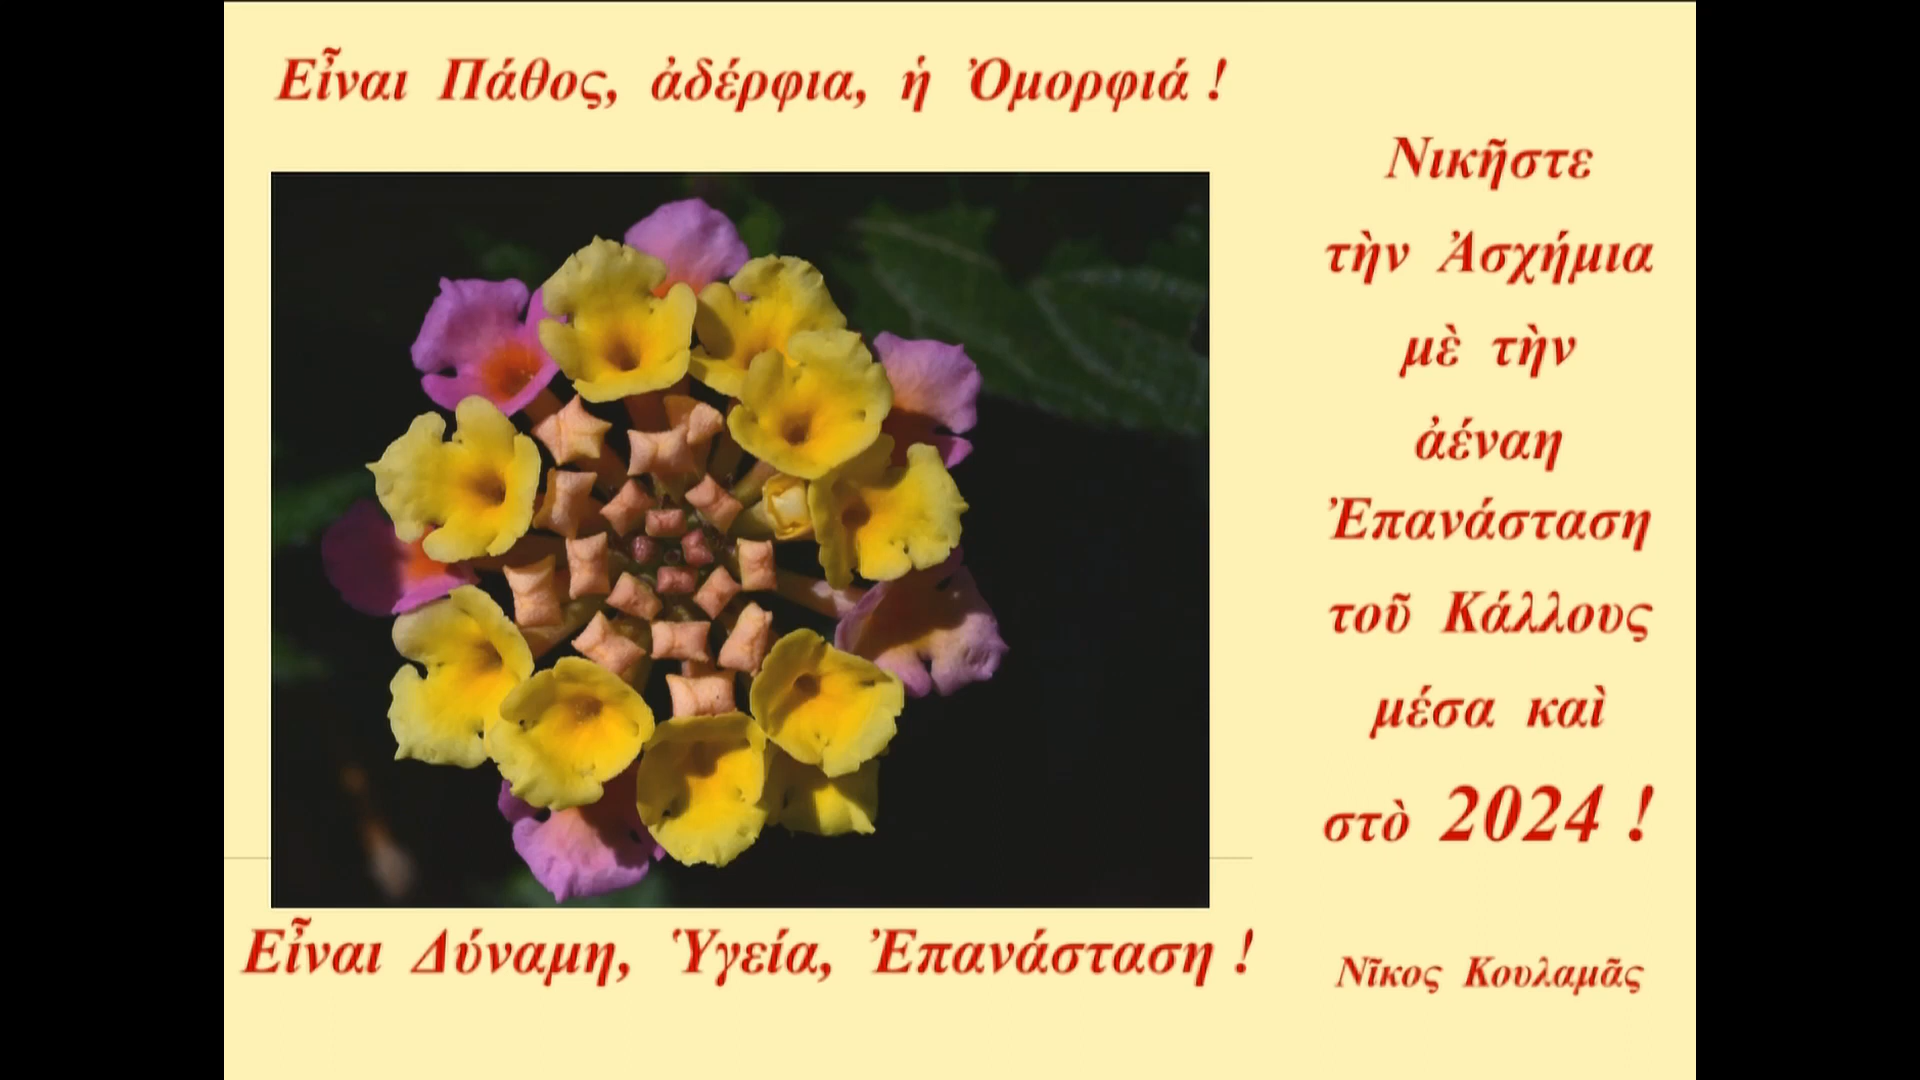 Εἶναι Πάθος, ἀδέρφια, ἡ Ὀμορφιά !
Νικῆστε
τὴν Ἀσχήμια
μὲ τὴν
ἀέναη
Ἐπανάσταση
τοῦ Κάλλους
μέσα καὶ
στὸ 2024 !
Εἶναι Δύναμη, Ὑγεία, Ἐπανάσταση !
Νῖκος Κουλαμᾶς